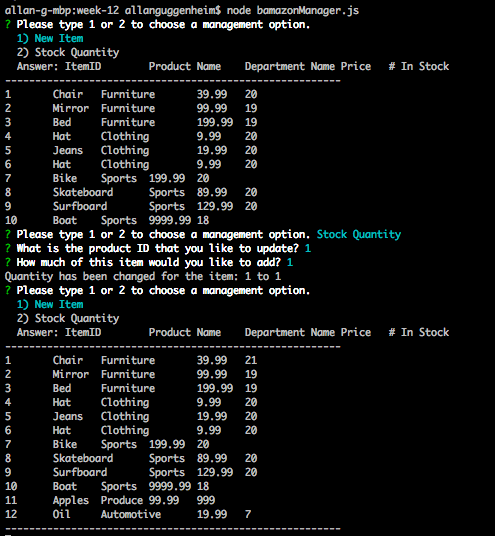 allan-g-mbp:week-12 allanguggenheim$ node bamazonManager.js
? Please type 1 or 2 to choose a management option.
1) New Item
2) Stock Quantity
Answer: ItemID Product Name Department Name Price # In Stock
--------------------------------------------------------
1 Chair Furniture 39.99 20
2 Mirror Furniture 99.99 19
3 Bed Furniture 199.99 19
4 Hat Clothing 9.99 20
5 Jeans Clothing 19.99 20
6 Hat Clothing 9.99 20
7 Bike Sports 199.99 20
8 Skateboard Sports 89.99 20
9 Surfboard Sports 129.99 20
10 Boat Sports 9999.99 18
? Please type 1 or 2 to choose a management option. Stock Quantity
? What is the product ID that you like to update? 1
? How much of this item would you like to add? 1
Quantity has been changed for the item: 1 to 1
? Please type 1 or 2 to choose a management option.
1) New Item
2) Stock Quantity
Answer: ItemID Product Name Department Name Price # In Stock
--------------------------------------------------------
1 Chair Furniture 39.99 21
2 Mirror Furniture 99.99 19
3 Bed Furniture 199.99 19
4 Hat Clothing 9.99 20
5 Jeans Clothing 19.99 20
6 Hat Clothing 9.99 20
7 Bike Sports 199.99 20
8 Skateboard Sports 89.99 20
9 Surfboard Sports 129.99 20
10 Boat Sports 9999.99 18
11 Apples Produce 99.99 999
12 Oil Automotive 19.99 7
--------------------------------------------------------